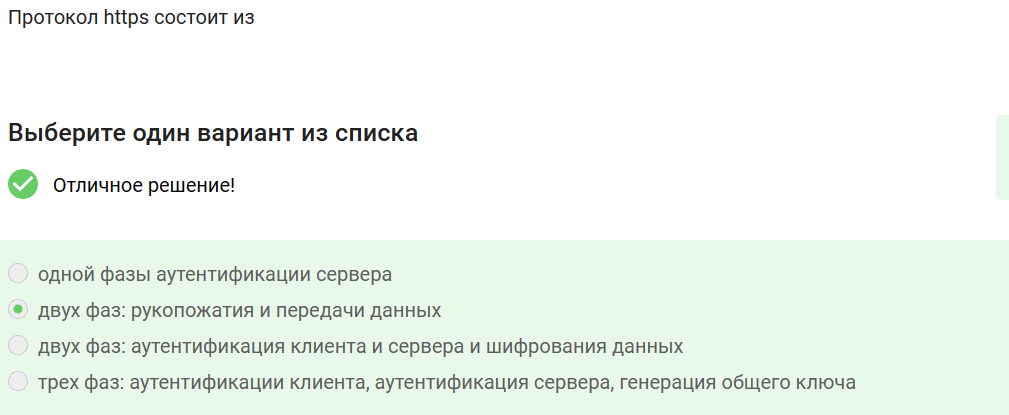 Протокол https состоит из
Выберите один вариант из списка
Отличное решение!
одной фазы аутентификации сервера
двух фаз: рукопожатия и передачи данных
двух фаз: аутентификация клиента и сервера и шифрования данных
трех фаз: аутентификации клиента, аутентификация сервера, генерация общего ключа